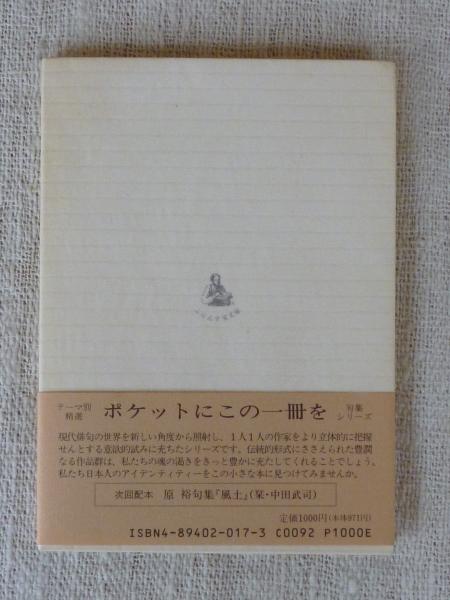 テーマ別
精選
ポケットにこの一冊を
句集
シリーズ
現代俳句の世界を新しい角度から照射し、1人1人の作家をより立体的に把握
せんとする意欲的試みに充ちたシリーズです。伝統的形式にささえられた豊潤
なる作品群は、私たちの魂の渇きをきっと豊かに充たしてくれることでしょう。
私たち日本人のアイデンティティーをこの小さな本に見つけてみませんか。
次回配本 原 裕句集『風土』(栞・中田武司)
定価1000円(本体971円)
ISBN4-89402-017-3 C0092 P1000E